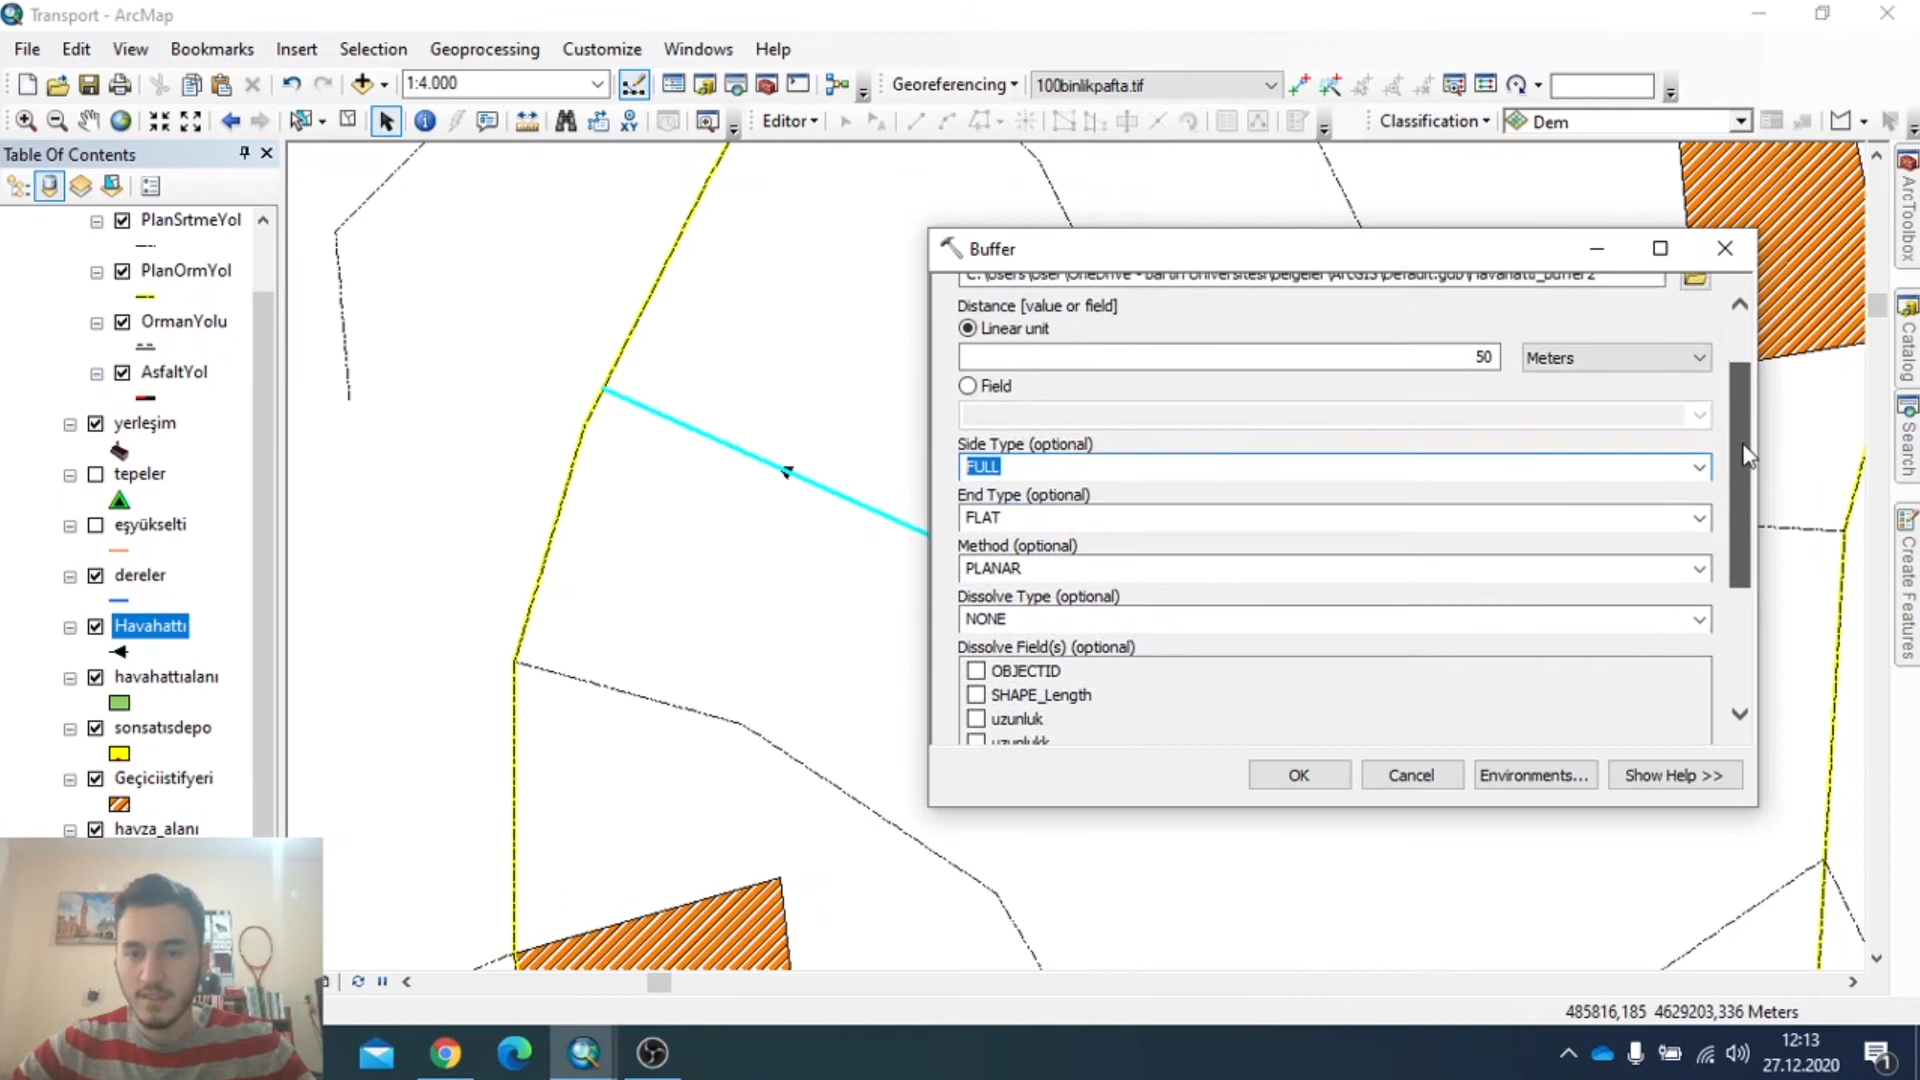 Transport - ArcMap
File Edit View Bookmarks Insert Selection Geoprocessing Customize Windows Help
1:4.000 Georeferencing 100binlikpafta.tif
Editor Classification Dem
Table Of Contents
PlanSrtmeYol
PlanOrmYol
OrmanYolu
AsfaltYol
yerleşim
tepeler
eşyükselti
dereler
Havahattı
havahattıalanı
sonsatısdepo
Geçiciistifyeri
havza_alanı
Buffer
Distance [value or field]
Linear unit
50 Meters
Field
Side Type (optional)
FULL
End Type (optional)
FLAT
Method (optional)
PLANAR
Dissolve Type (optional)
NONE
Dissolve Field(s) (optional)
OBJECTID
SHAPE_Length
uzunluk
uzunlukk
OK Cancel Environments... Show Help >>
ArcToolbox
Catalog
Search
Create Features
485816,185 4629203,336 Meters
12:13
27.12.2020
1